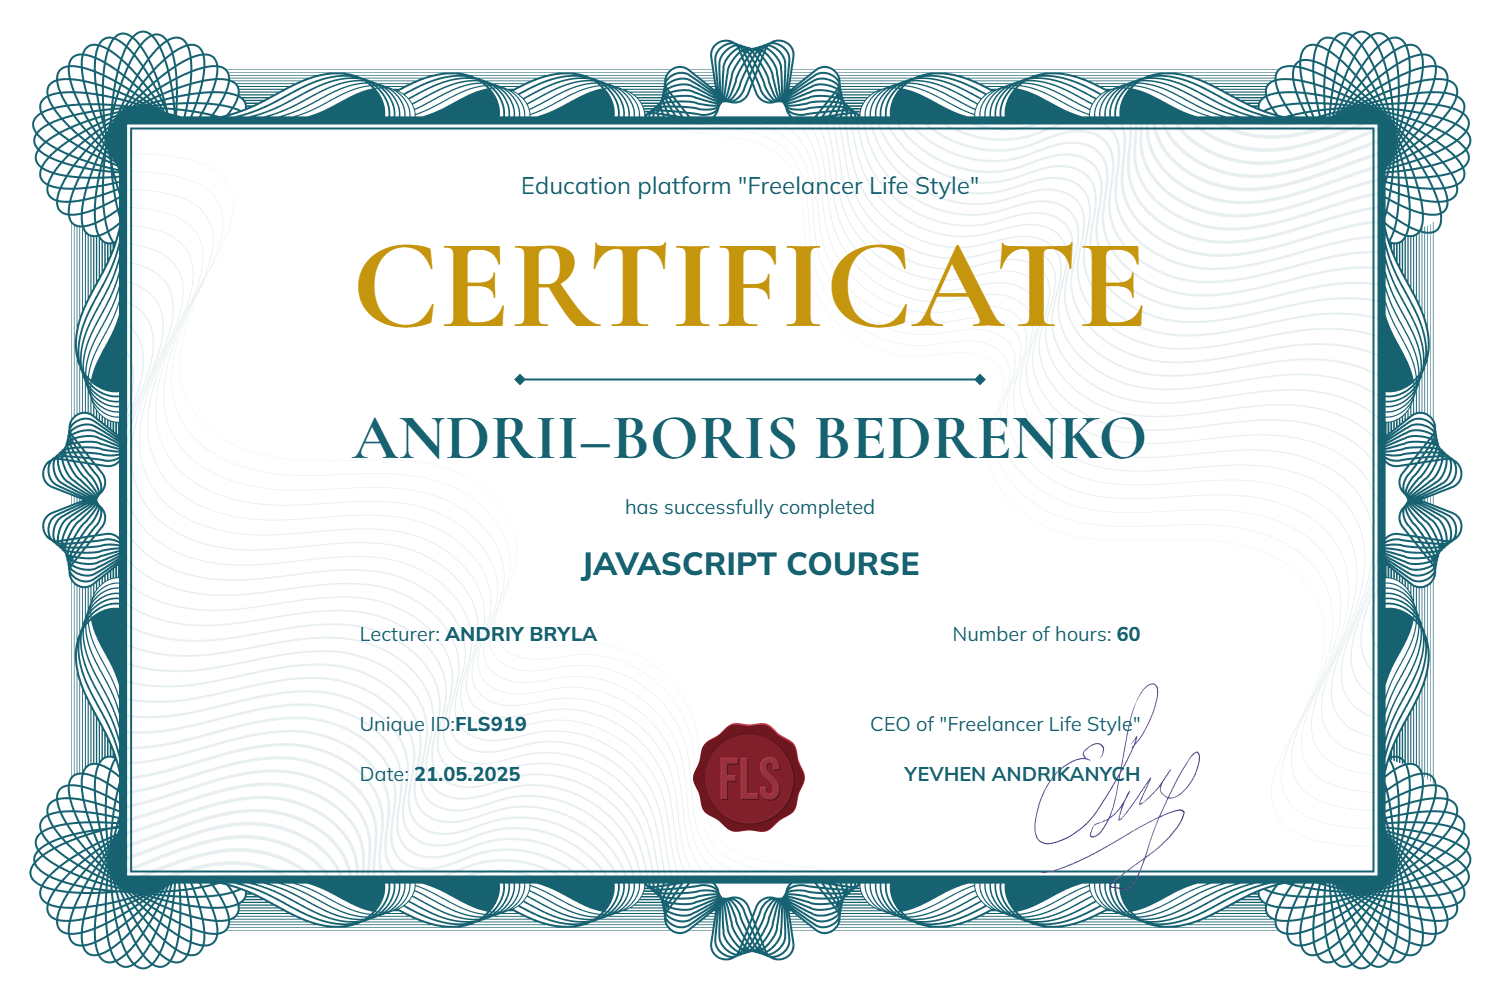 Education platform "Freelancer Life Style"
CERTIFICATE
ANDRII–BORIS BEDRENKO
has successfully completed
JAVASCRIPT COURSE
Lecturer: ANDRIY BRYLA
Number of hours: 60
Unique ID:FLS919
CEO of "Freelancer Life Style"
Date: 21.05.2025
FLS
YEVHEN ANDRIKANYCH